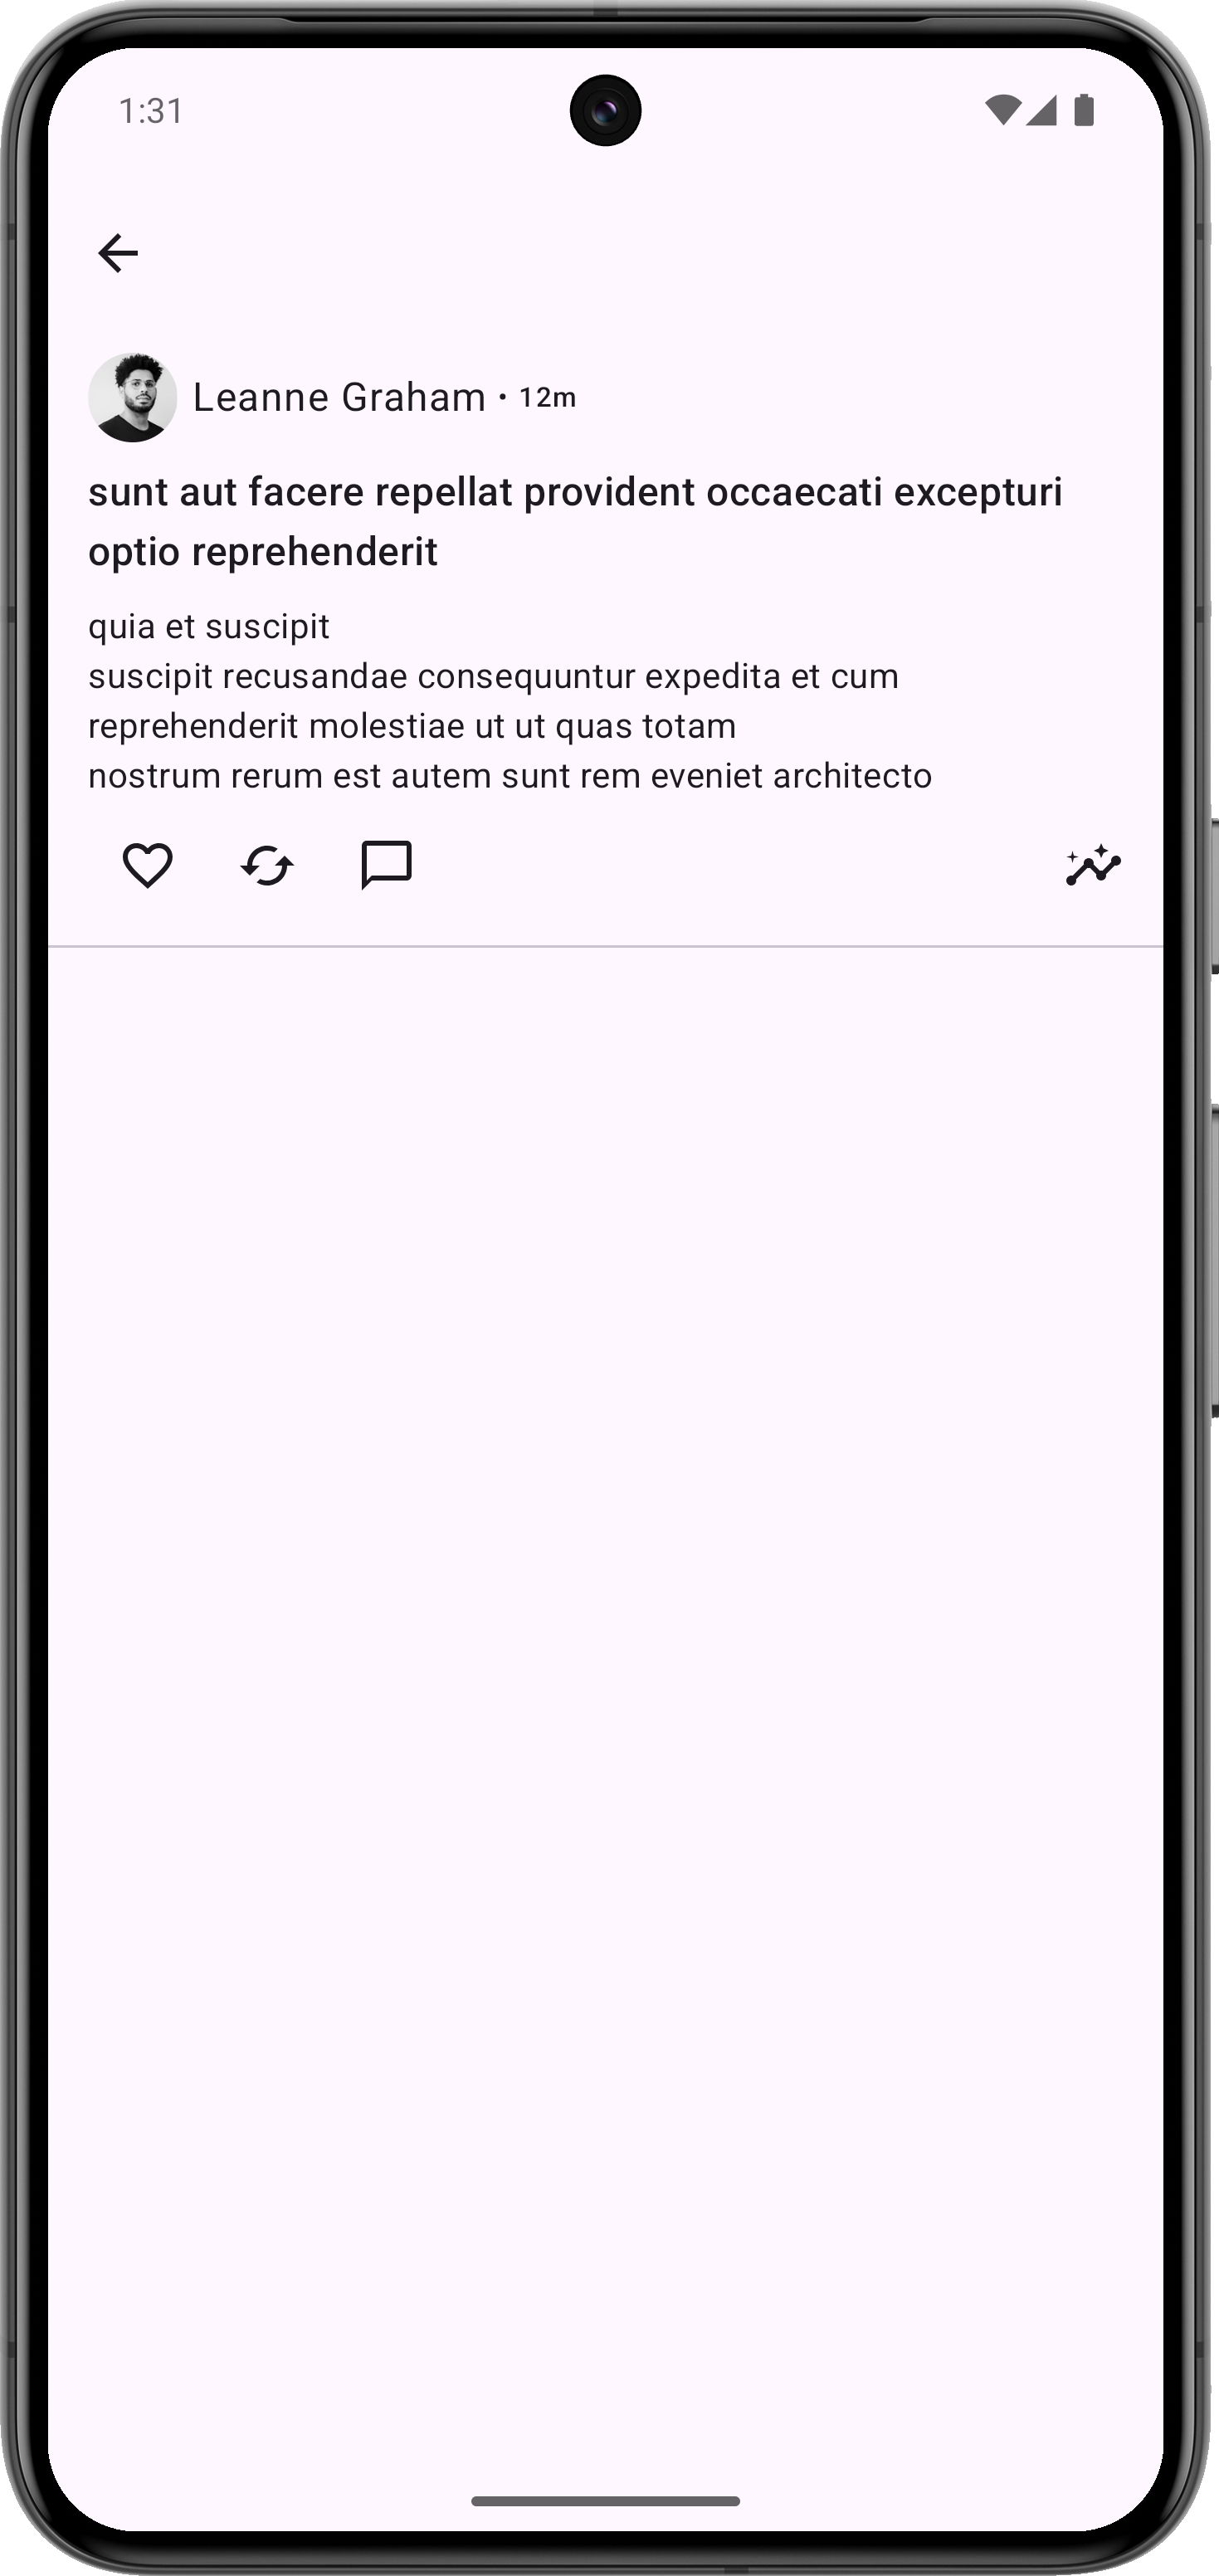 1:31
Leanne Graham • 12m
sunt aut facere repellat provident occaecati excepturi
optio reprehenderit
quia et suscipit
suscipit recusandae consequuntur expedita et cum
reprehenderit molestiae ut ut quas totam
nostrum rerum est autem sunt rem eveniet architecto